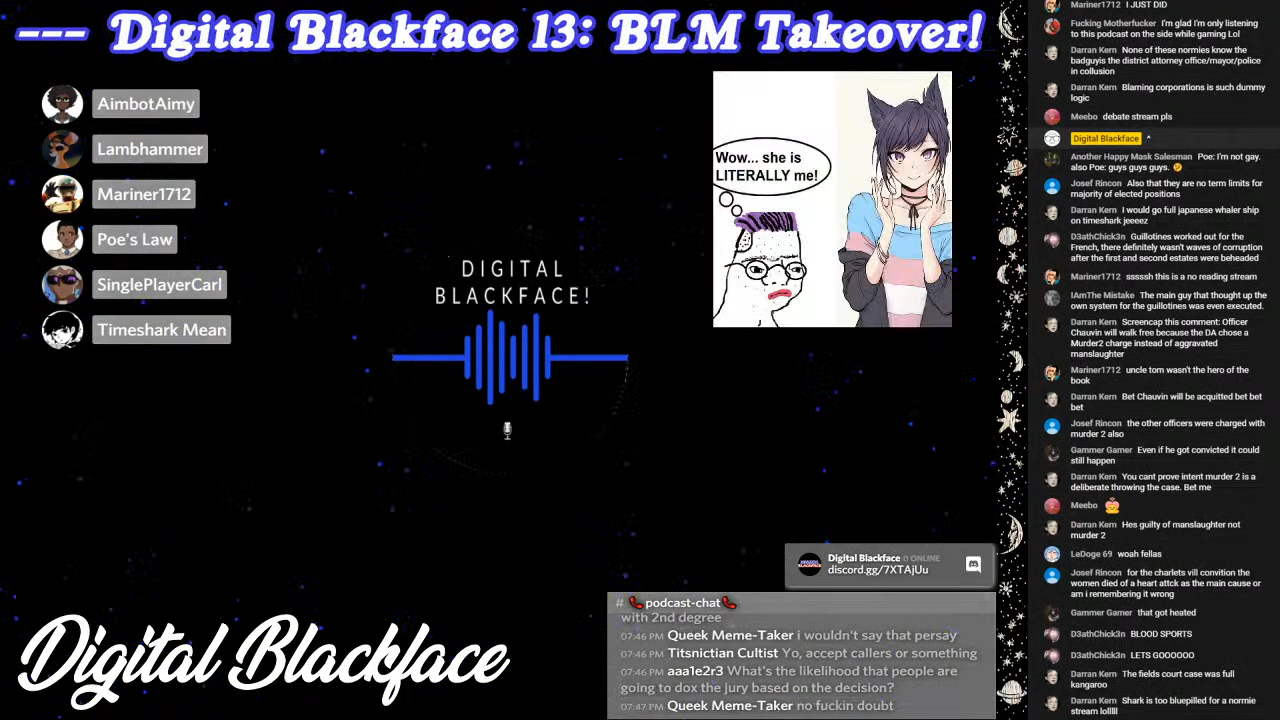 --- Digital Blackface 13: BLM Takeover!
AimbotAimy
Lambhammer
Mariner1712
Poe's Law
SinglePlayerCarl
Timeshark Mean
DIGITAL
BLACKFACE!
Wow... she is
LITERALLY me!
Digital Blackface
Digital Blackface 0 ONLINE
discord.gg/7XTAjUu
# podcast-chat
with 2nd degree
07:46 PM Queek Meme-Taker i wouldn't say that persay
07:46 PM Titsnictian Cultist Yo, accept callers or something
07:46 PM aaa1e2r3 What's the likelihood that people are
going to dox the jury based on the decision?
07:47 PM Queek Meme-Taker no fuckin doubt
Mariner1712 I JUST DID
Fucking Motherfucker I'm glad I'm only listening
to this podcast on the side while gaming Lol
Darran Kern None of these normies know the
badguyis the district attorney office/mayor/police
in collusion
Darran Kern Blaming corporations is such dummy
logic
Meebo debate stream pls
Digital Blackface ^
Another Happy Mask Salesman Poe: I'm not gay.
also Poe: guys guys guys.
Josef Rincon Also that they are no term limits for
majority of elected positions
Darran Kern I would go full japanese whaler ship
on timeshark jeeeez
D3athChick3n Guillotines worked out for the
French, there definitely wasn't waves of corruption
after the first and second estates were beheaded
Mariner1712 sssssh this is a no reading stream
IAmThe Mistake The main guy that thought up the
own system for the guillotines was even executed.
Darran Kern Screencap this comment: Officer
Chauvin will walk free because the DA chose a
Murder2 charge instead of aggravated
manslaughter
Mariner1712 uncle tom wasn't the hero of the
book
Darran Kern Bet Chauvin will be acquitted bet bet
bet
Josef Rincon the other officers were charged with
murder 2 also
Gammer Gamer Even if he got convicted it could
still happen
Darran Kern You cant prove intent murder 2 is a
deliberate throwing the case. Bet me
Meebo
Darran Kern Hes guilty of manslaughter not
murder 2
LeDoge 69 woah fellas
Josef Rincon for the charlets vill convition the
women died of a heart attck as the main cause or
am i remembering it wrong
Gammer Gamer that got heated
D3athChick3n BLOOD SPORTS
D3athChick3n LETS GOOOOOO
Darran Kern The fields court case was full
kangaroo
Darran Kern Shark is too bluepilled for a normie
stream lolllll